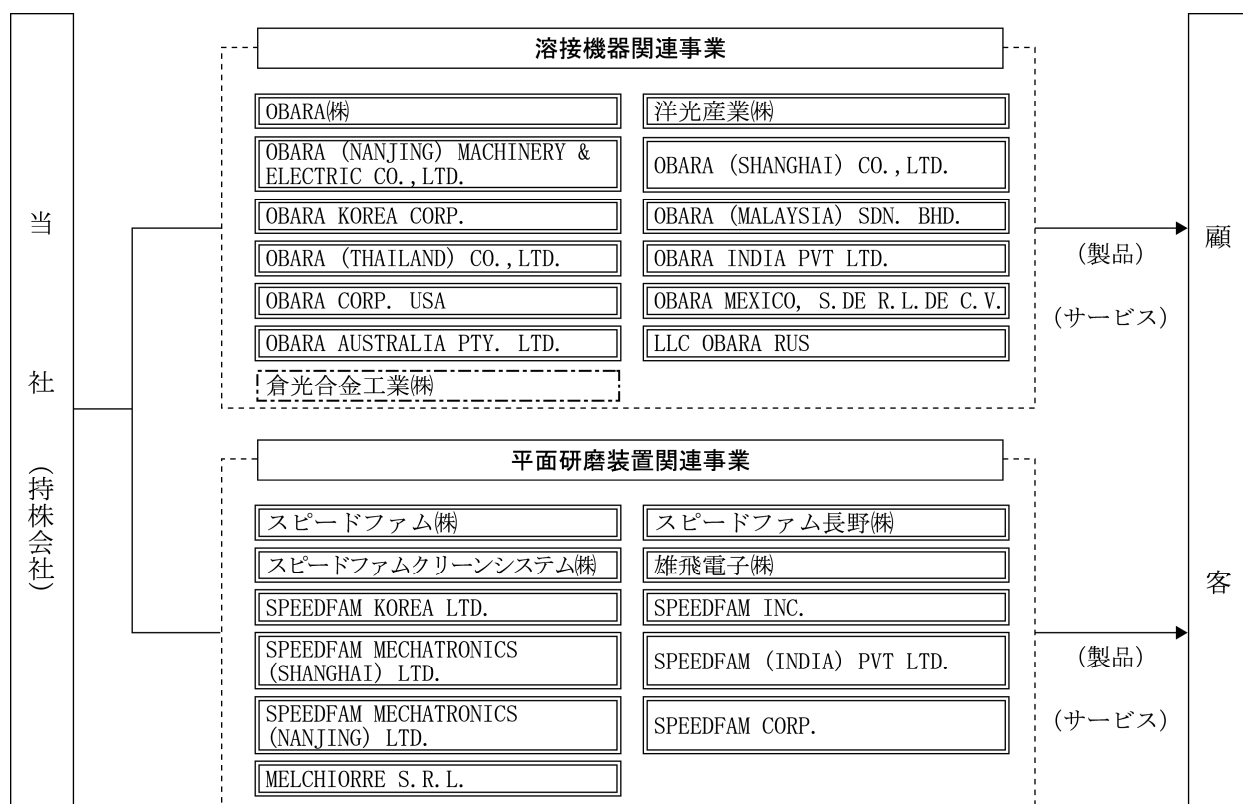 当社
(持株会社)
溶接機器関連事業
OBARA㈱
洋光産業㈱
OBARA (NANJING) MACHINERY &
ELECTRIC CO.,LTD.
OBARA (SHANGHAI) CO.,LTD.
OBARA KOREA CORP.
OBARA (MALAYSIA) SDN. BHD.
OBARA (THAILAND) CO.,LTD.
OBARA INDIA PVT LTD.
OBARA CORP. USA
OBARA MEXICO, S.DE R.L.DE C.V.
OBARA AUSTRALIA PTY. LTD.
LLC OBARA RUS
倉光合金工業㈱
(製品)
(サービス)
平面研磨装置関連事業
スピードファム㈱
スピードファム長野㈱
スピードファムクリーンシステム㈱
雄飛電子㈱
SPEEDFAM KOREA LTD.
SPEEDFAM INC.
SPEEDFAM MECHATRONICS
(SHANGHAI) LTD.
SPEEDFAM (INDIA) PVT LTD.
SPEEDFAM MECHATRONICS
(NANJING) LTD.
SPEEDFAM CORP.
MELCHIORRE S.R.L.
(製品)
(サービス)
顧客